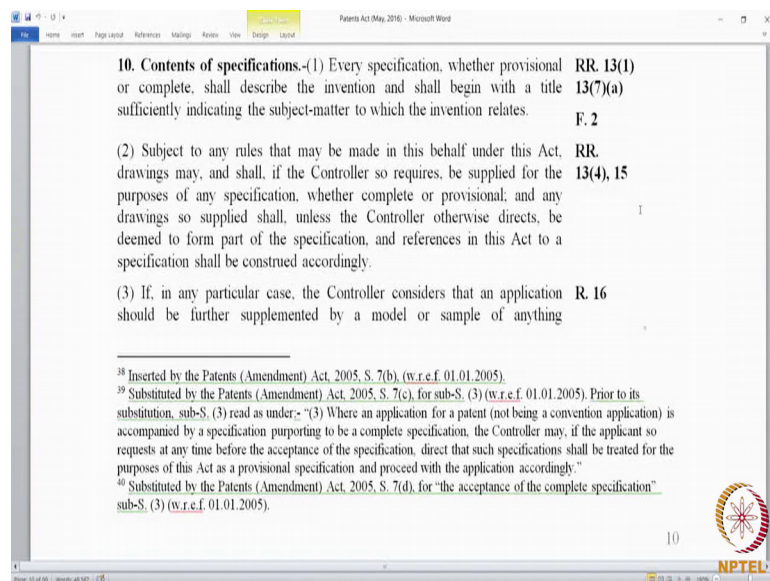 Patents Act (May, 2016) - Microsoft Word
File Home Insert Page Layout References Mailings Review View Design Layout
10. Contents of specifications.-(1) Every specification, whether provisional RR. 13(1)
or complete, shall describe the invention and shall begin with a title 13(7)(a)
sufficiently indicating the subject-matter to which the invention relates.
F. 2
(2) Subject to any rules that may be made in this behalf under this Act, RR.
drawings may, and shall, if the Controller so requires, be supplied for the 13(4), 15
purposes of any specification, whether complete or provisional; and any
drawings so supplied shall, unless the Controller otherwise directs, be
deemed to form part of the specification, and references in this Act to a
specification shall be construed accordingly.
(3) If, in any particular case, the Controller considers that an application R. 16
should be further supplemented by a model or sample of anything
38 Inserted by the Patents (Amendment) Act, 2005, S. 7(b), (w.r.e.f. 01.01.2005).
39 Substituted by the Patents (Amendment) Act, 2005, S. 7(c), for sub-S. (3) (w.r.e.f. 01.01.2005). Prior to its
substitution, sub-S. (3) read as under:- “(3) Where an application for a patent (not being a convention application) is
accompanied by a specification purporting to be a complete specification, the Controller may, if the applicant so
requests at any time before the acceptance of the specification, direct that such specifications shall be treated for the
purposes of this Act as a provisional specification and proceed with the application accordingly.”
40 Substituted by the Patents (Amendment) Act, 2005, S. 7(d), for “the acceptance of the complete specification”
sub-S. (3) (w.r.e.f. 01.01.2005).
10
NPTEL